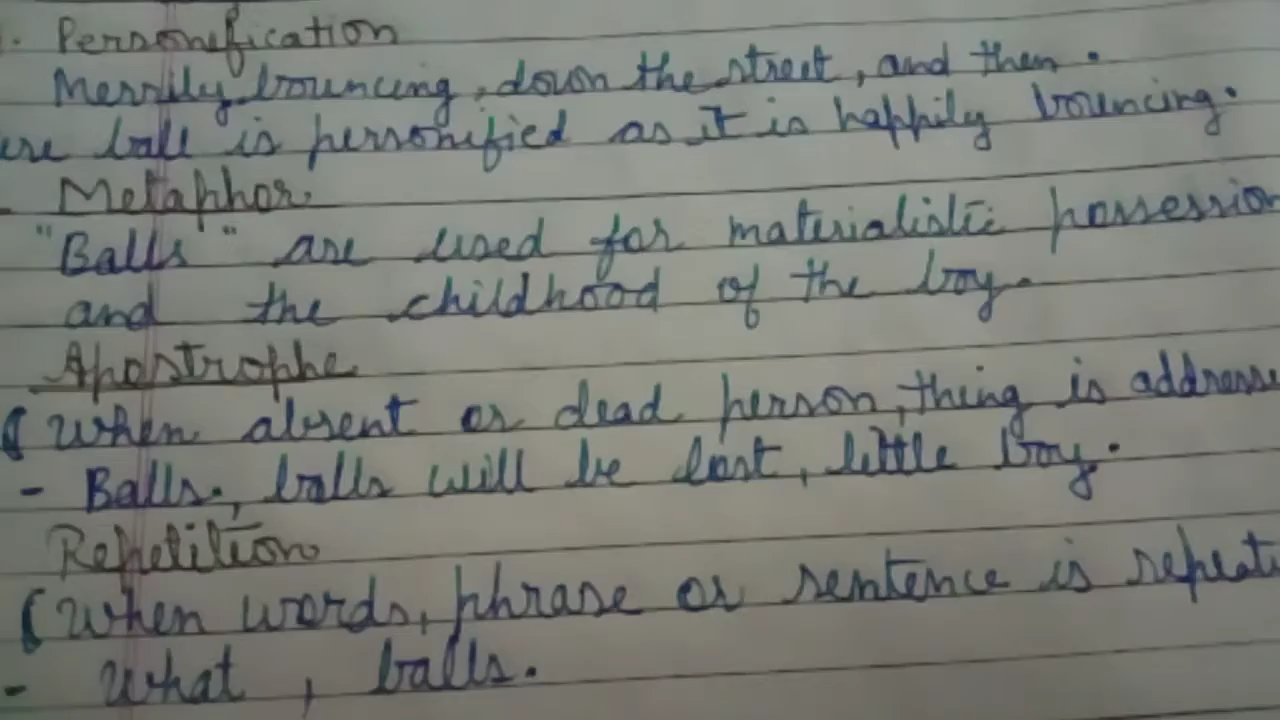 . Personification
Merrily bouncing, down the street, and then.
ere ball is personified as it is happily bouncing.
- Metaphor.
"Balls" are used for materialistic possession
and the childhood of the boy.
Apostrophe
( When absent or dead person, thing is addresse
- Balls, balls will be lost, little boy.
Repetition
( When words, phrase or sentence is repeat
- What, balls.